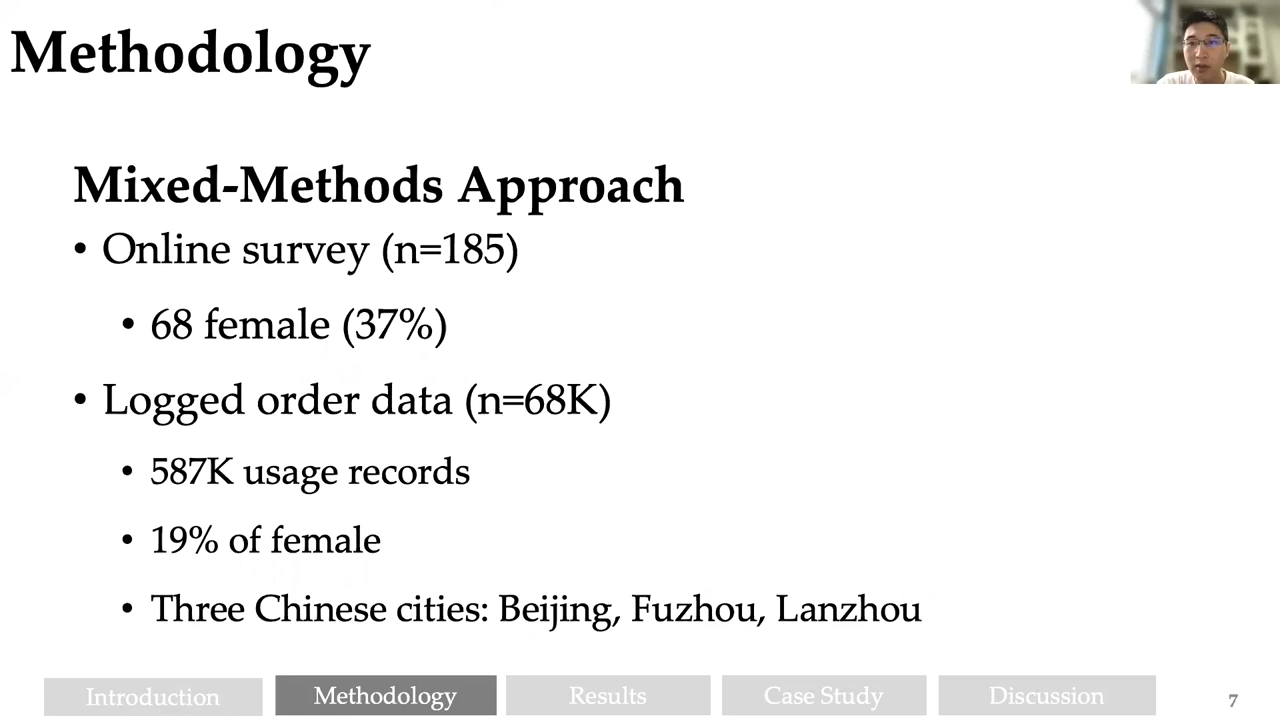 Methodology
Mixed-Methods Approach
• Online survey (n=185)
• 68 female (37%)
• Logged order data (n=68K)
• 587K usage records
• 19% of female
• Three Chinese cities: Beijing, Fuzhou, Lanzhou
Introduction Methodology Results Case Study Discussion 7